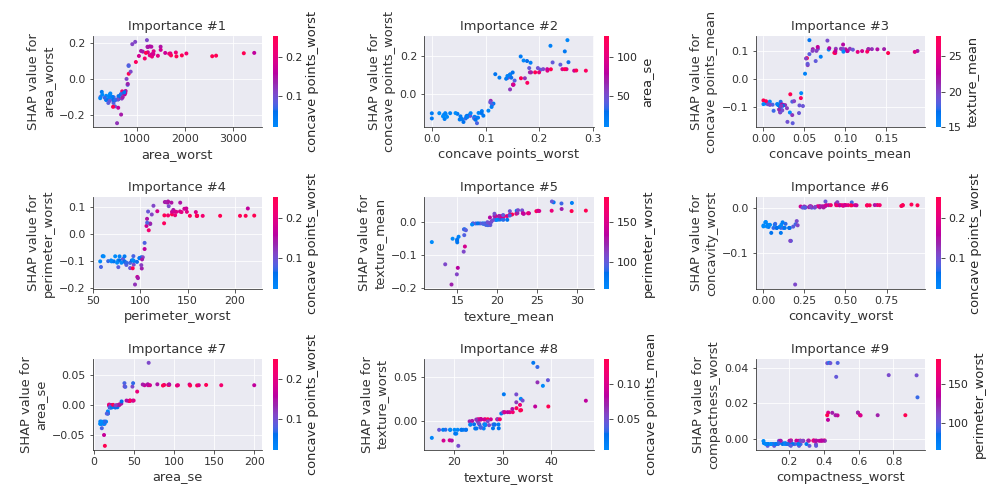 Importance #1
SHAP value for
area_worst
0.2
0.0
−0.2
1000
2000
3000
area_worst
0.2
0.1
concave points_worst
Importance #2
SHAP value for
concave points_worst
0.2
0.0
0.0
0.1
0.2
0.3
concave points_worst
100
50
area_se
Importance #3
SHAP value for
concave points_mean
0.1
0.0
−0.1
0.00
0.05
0.10
0.15
concave points_mean
25
20
15
texture_mean
Importance #4
SHAP value for
perimeter_worst
0.1
0.0
−0.1
−0.2
50
100
150
200
perimeter_worst
0.2
0.1
concave points_worst
Importance #5
SHAP value for
texture_mean
0.0
−0.1
−0.2
15
20
25
30
texture_mean
150
100
perimeter_worst
Importance #6
SHAP value for
concavity_worst
0.0
−0.1
0.00
0.25
0.50
0.75
concavity_worst
0.2
0.1
concave points_worst
Importance #7
SHAP value for
area_se
0.05
0.00
−0.05
0
50
100
150
200
area_se
0.2
0.1
concave points_worst
Importance #8
SHAP value for
texture_worst
0.05
0.00
20
30
40
texture_worst
0.10
0.05
concave points_mean
Importance #9
SHAP value for
compactness_worst
0.04
0.02
0.00
0.2
0.4
0.6
0.8
compactness_worst
150
100
perimeter_worst